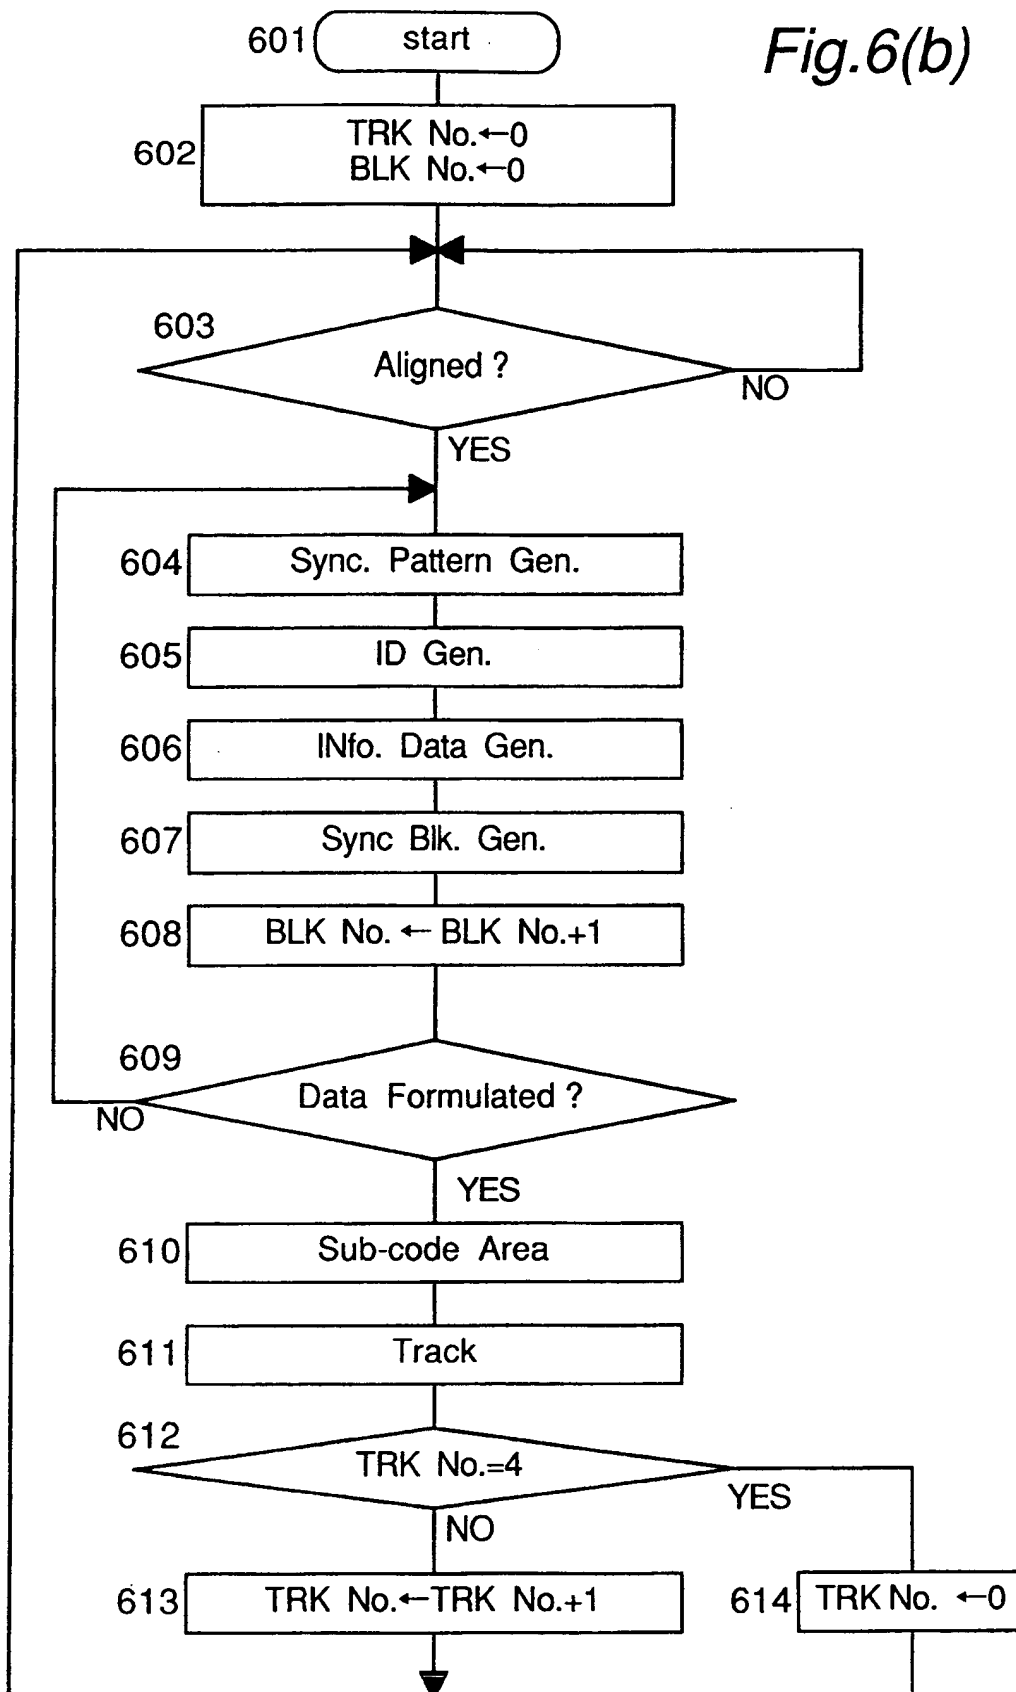 Fig.6(b)
601 start
602 TRK No.←0
BLK No.←0
603
Aligned ?
NO
YES
604 Sync. Pattern Gen.
605 ID Gen.
606 INfo. Data Gen.
607 Sync Blk. Gen.
608 BLK No. ← BLK No.+1
609
Data Formulated ?
NO
YES
610 Sub-code Area
611 Track
612
TRK No.=4
YES
NO
613 TRK No.←TRK No.+1
614 TRK No. ←0